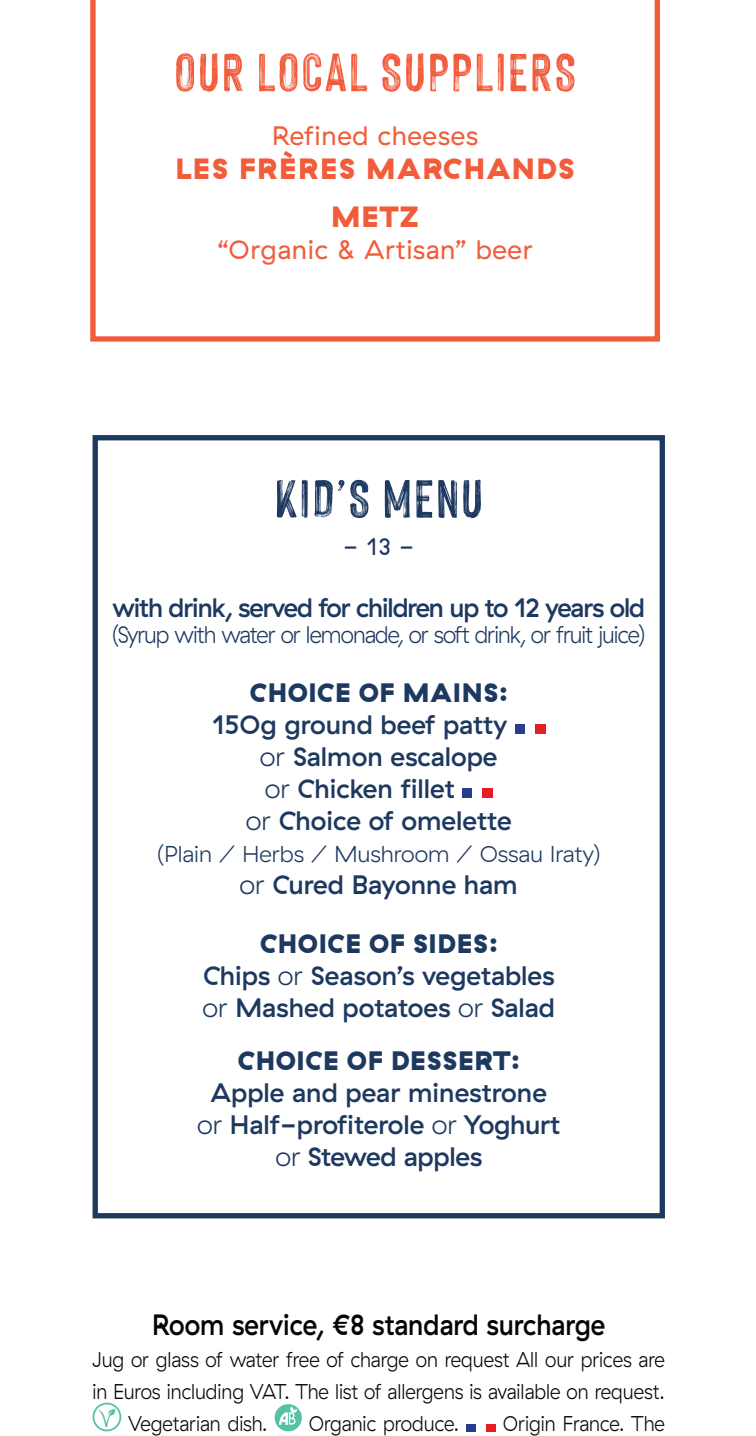 OUR LOCAL SUPPLIERS
Refined cheeses
LES FRÈRES MARCHANDS
METZ
“Organic & Artisan” beer
KID’S MENU
– 13 –
with drink, served for children up to 12 years old
(Syrup with water or lemonade, or soft drink, or fruit juice)
CHOICE OF MAINS:
150g ground beef patty
or Salmon escalope
or Chicken fillet
or Choice of omelette
(Plain / Herbs / Mushroom / Ossau Iraty)
or Cured Bayonne ham
CHOICE OF SIDES:
Chips or Season’s vegetables
or Mashed potatoes or Salad
CHOICE OF DESSERT:
Apple and pear minestrone
or Half-profiterole or Yoghurt
or Stewed apples
Room service, €8 standard surcharge
Jug or glass of water free of charge on request All our prices are
in Euros including VAT. The list of allergens is available on request.
V Vegetarian dish. AB Organic produce. Origin France. The